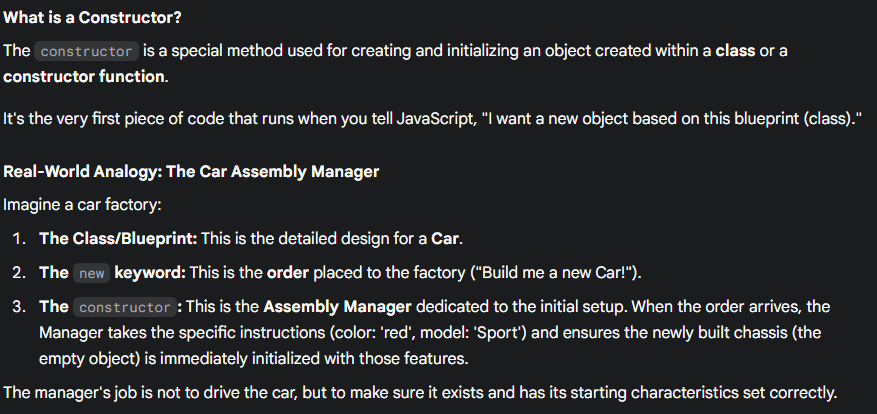 What is a Constructor?
The constructor is a special method used for creating and initializing an object created within a class or a
constructor function.
It's the very first piece of code that runs when you tell JavaScript, "I want a new object based on this blueprint (class)."
Real-World Analogy: The Car Assembly Manager
Imagine a car factory:
1. The Class/Blueprint: This is the detailed design for a Car.
2. The new keyword: This is the order placed to the factory ("Build me a new Car!").
3. The constructor: This is the Assembly Manager dedicated to the initial setup. When the order arrives, the
Manager takes the specific instructions (color: 'red', model: 'Sport') and ensures the newly built chassis (the
empty object) is immediately initialized with those features.
The manager's job is not to drive the car, but to make sure it exists and has its starting characteristics set correctly.